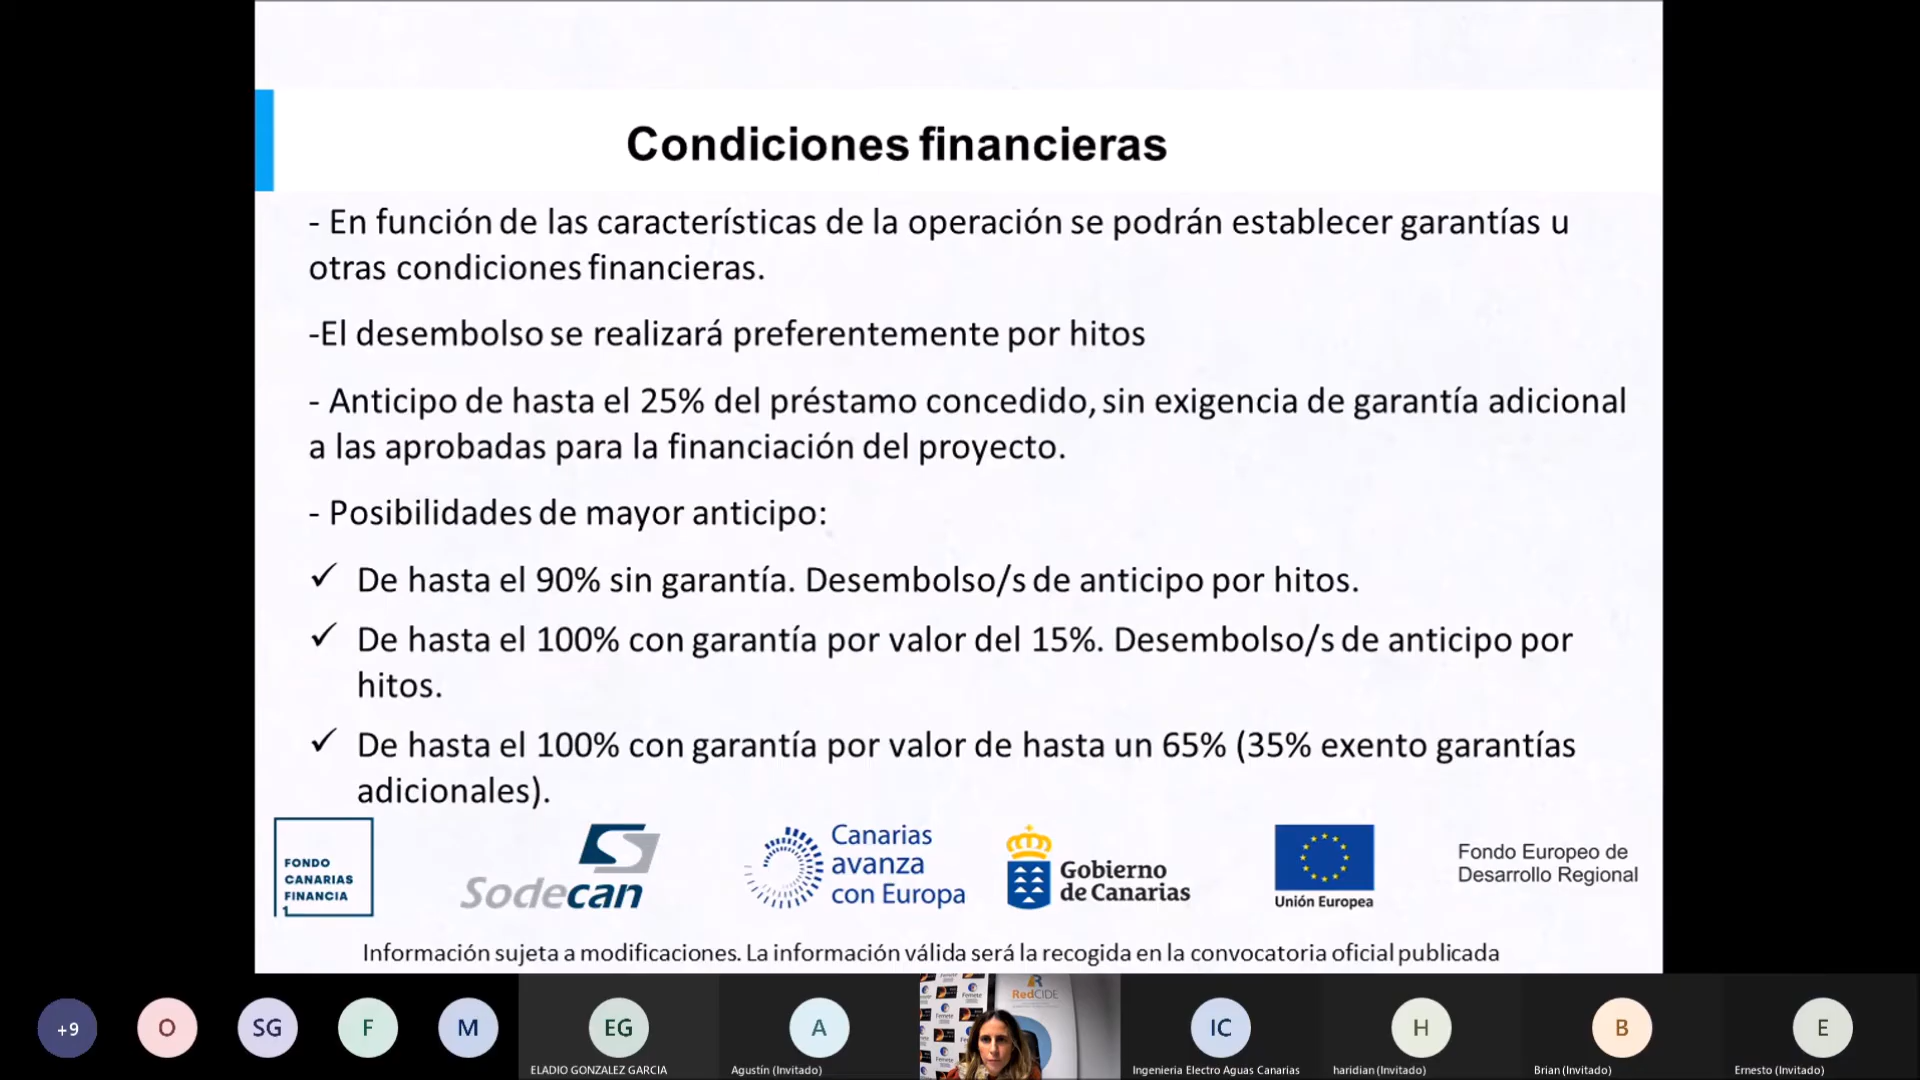 Condiciones financieras
- En función de las características de la operación se podrán establecer garantías u
otras condiciones financieras.
-El desembolso se realizará preferentemente por hitos
- Anticipo de hasta el 25% del préstamo concedido, sin exigencia de garantía adicional
a las aprobadas para la financiación del proyecto.
- Posibilidades de mayor anticipo:
✓ De hasta el 90% sin garantía. Desembolso/s de anticipo por hitos.
✓ De hasta el 100% con garantía por valor del 15%. Desembolso/s de anticipo por
hitos.
✓ De hasta el 100% con garantía por valor de hasta un 65% (35% exento garantías
adicionales).
FONDO
CANARIAS
FINANCIA
1
Sodecan
Canarias
avanza
con Europa
Gobierno
de Canarias
Unión Europea
Fondo Europeo de
Desarrollo Regional
Información sujeta a modificaciones. La información válida será la recogida en la convocatoria oficial publicada
+9
O
SG
F
M
EG
ELADIO GONZALEZ GARCIA
A
Agustín (Invitado)
RedCIDE
Femete
IC
Ingenieria Electro Aguas Canarias
H
haridian (Invitado)
B
Brian (Invitado)
E
Ernesto (Invitado)